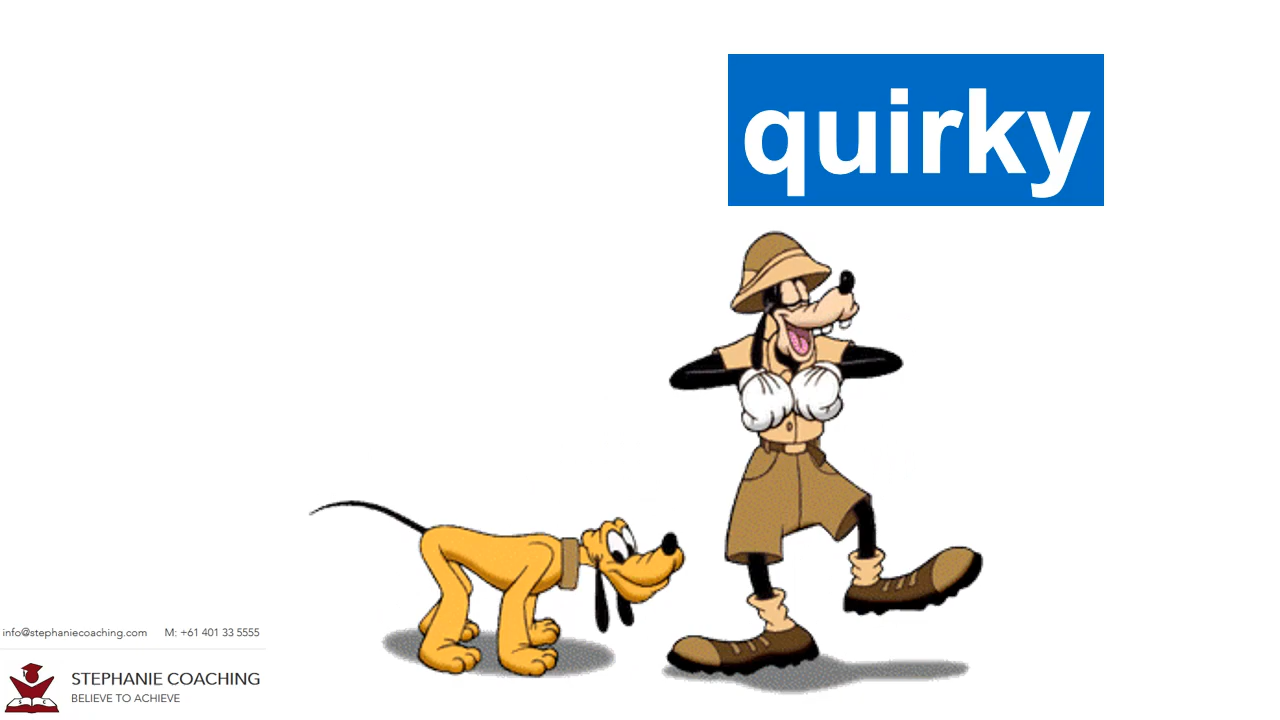 quirky
info@stephaniecoaching.com M: +61 401 33 5555
STEPHANIE COACHING
BELIEVE TO ACHIEVE
S C